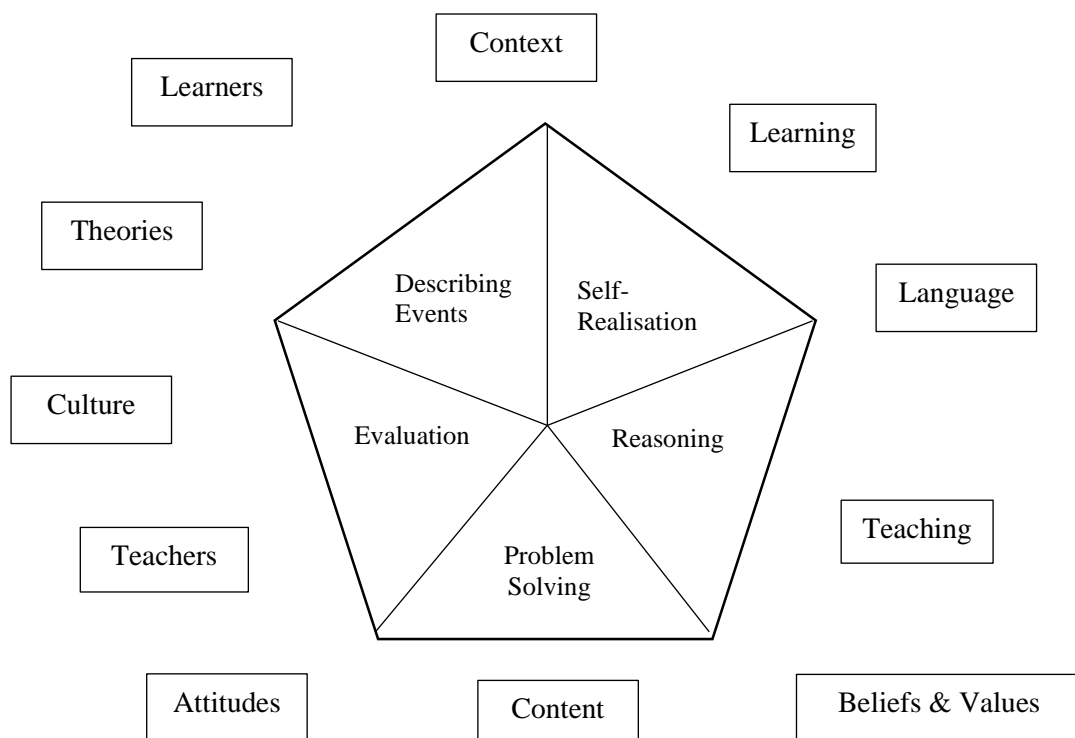 Context
Learners
Learning
Theories
Language
Describing
Events
Self-
Realisation
Culture
Evaluation
Reasoning
Teachers
Teaching
Problem
Solving
Attitudes
Content
Beliefs & Values